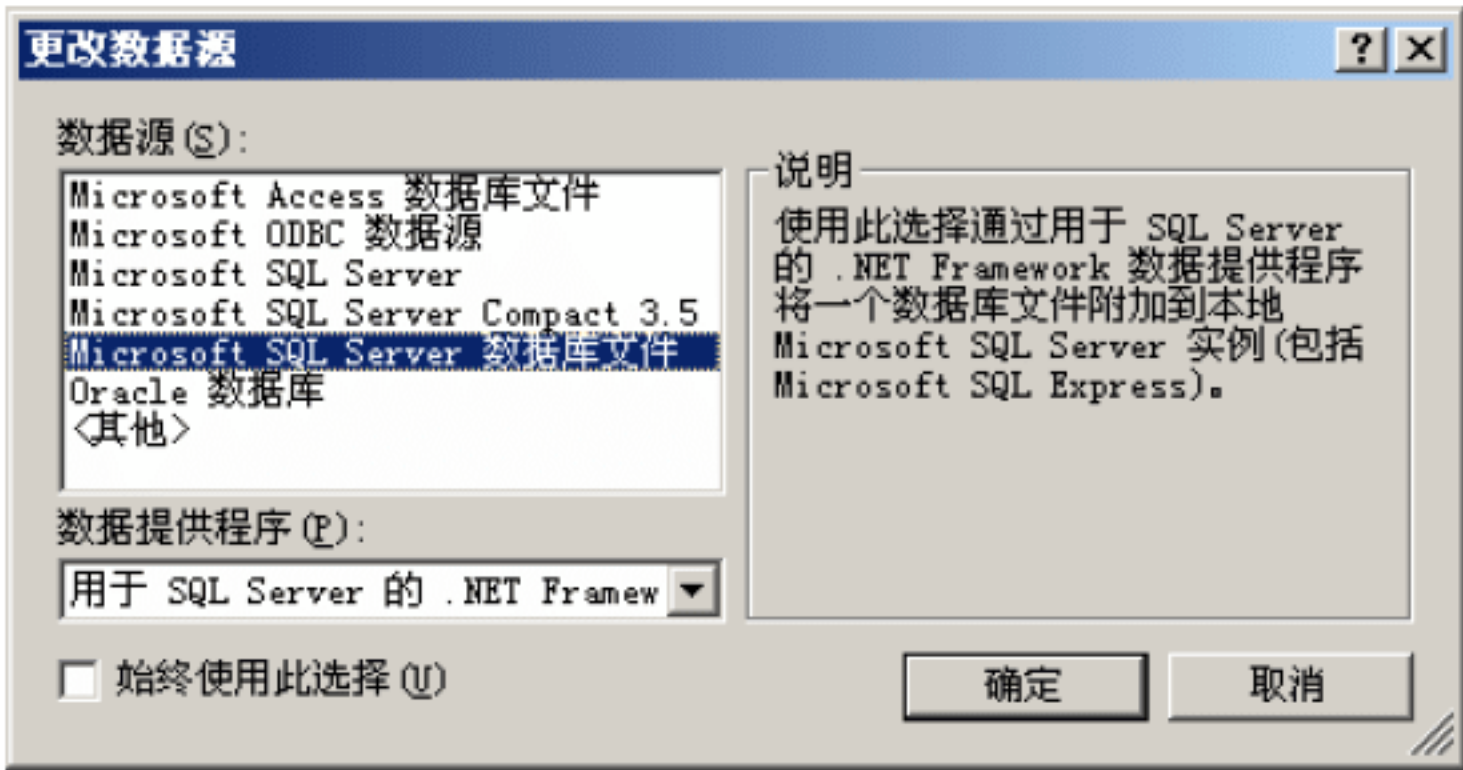 更改数据源
数据源(S):
Microsoft Access 数据库文件
Microsoft ODBC 数据源
Microsoft SQL Server
Microsoft SQL Server Compact 3.5
Microsoft SQL Server 数据库文件
Oracle 数据库
<其他>
数据提供程序(P):
用于 SQL Server 的 .NET Framew
始终使用此选择(U)
说明
使用此选择通过用于 SQL Server
的 .NET Framework 数据提供程序
将一个数据库文件附加到本地
Microsoft SQL Server 实例(包括
Microsoft SQL Express)。
确定
取消